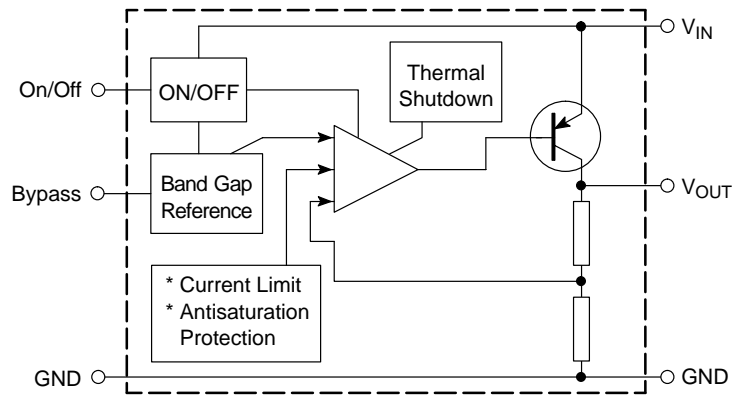 V_IN
On/Off
ON/OFF
Thermal
Shutdown
Bypass
Band Gap
Reference
V_OUT
* Current Limit
* Antisaturation
Protection
GND
GND